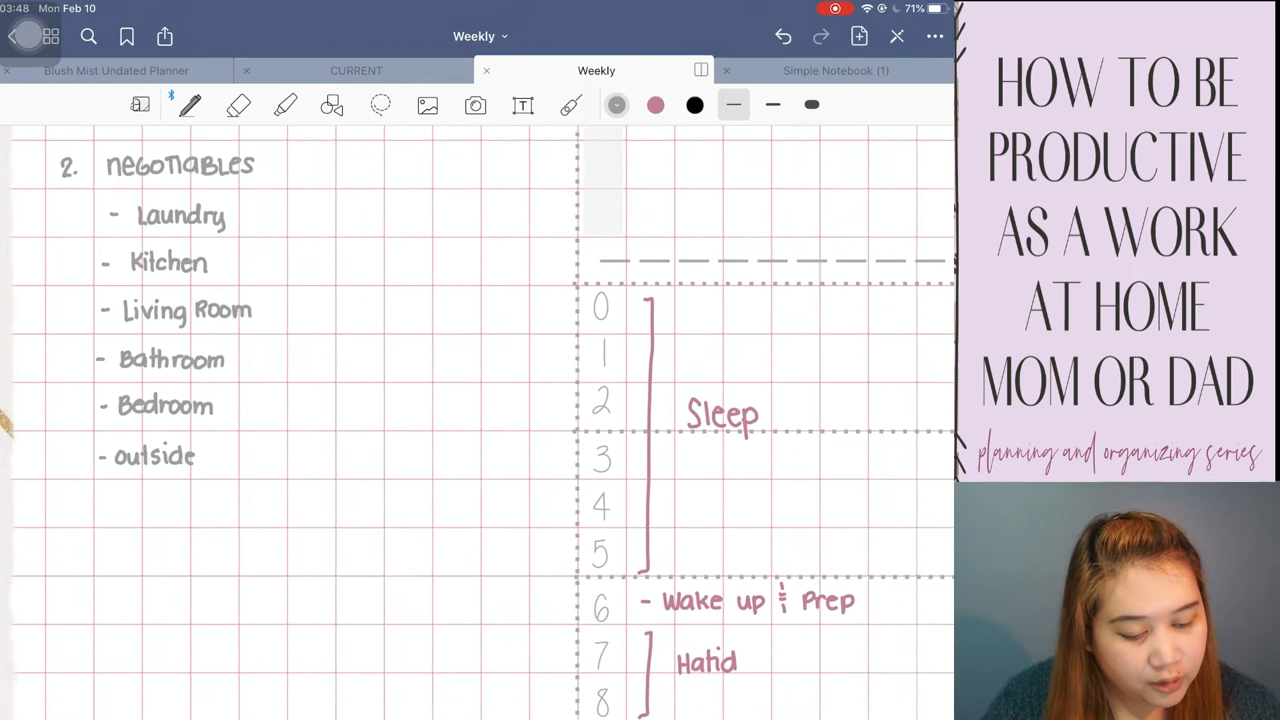 03:48 Mon Feb 10
71%
Weekly
Blush Mist Undated Planner
CURRENT
Weekly
Simple Notebook (1)
2. NEGOTIABLES
- Laundry
- Kitchen
- Living Room
- Bathroom
- Bedroom
- outside
0
1
2
Sleep
3
4
5
6 - Wake up & Prep
7 Hatid
8
HOW TO BE
PRODUCTIVE
AS A WORK
AT HOME
MOM OR DAD
planning and organizing series